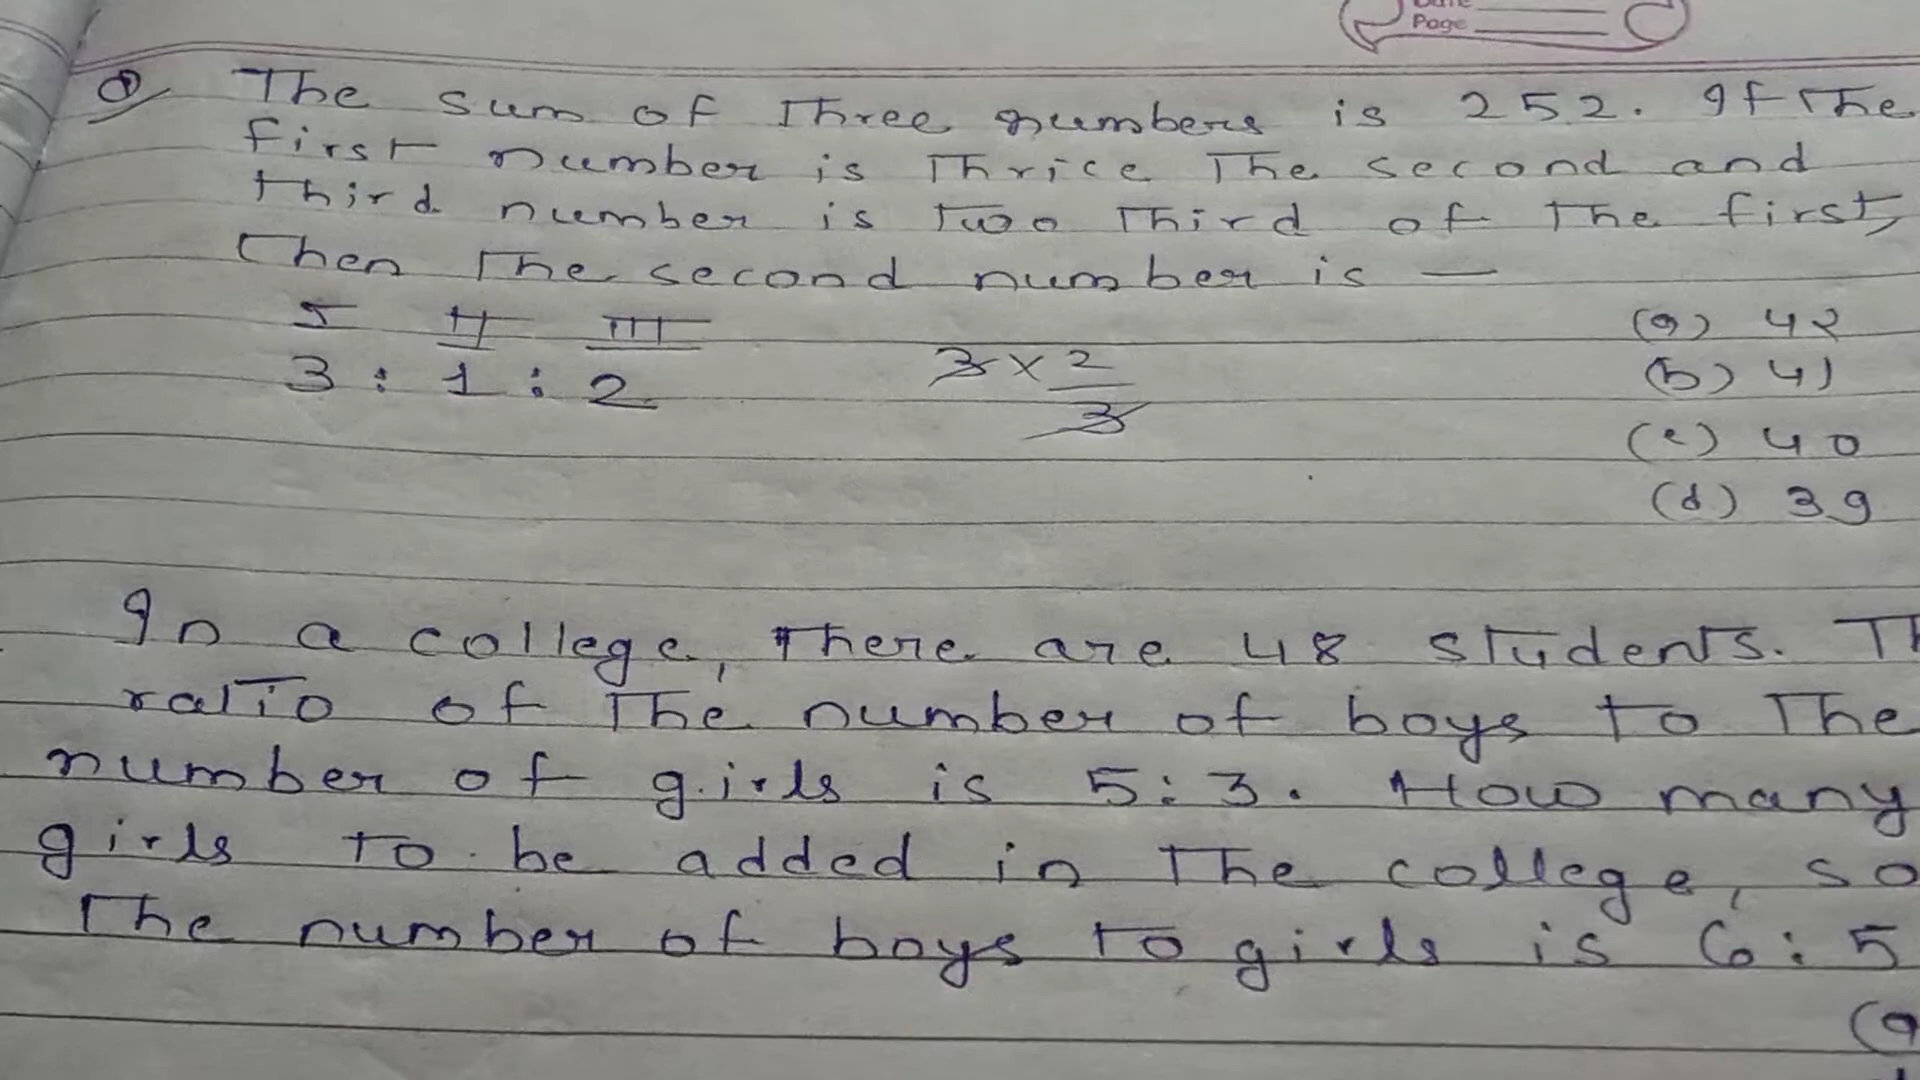 Date
Page
Q The sum of three numbers is 252. If the
first number is thrice the second and
third number is two third of the first,
then the second number is —
I II III
3 : 1 : 2
3 × 2
3
(a) 42
(b) 41
(c) 40
(d) 39
In a college, there are 48 students. Th
ratio of the number of boys to the
number of girls is 5:3. How many
girls to be added in the college, so
the number of boys to girls is 6:5
(a